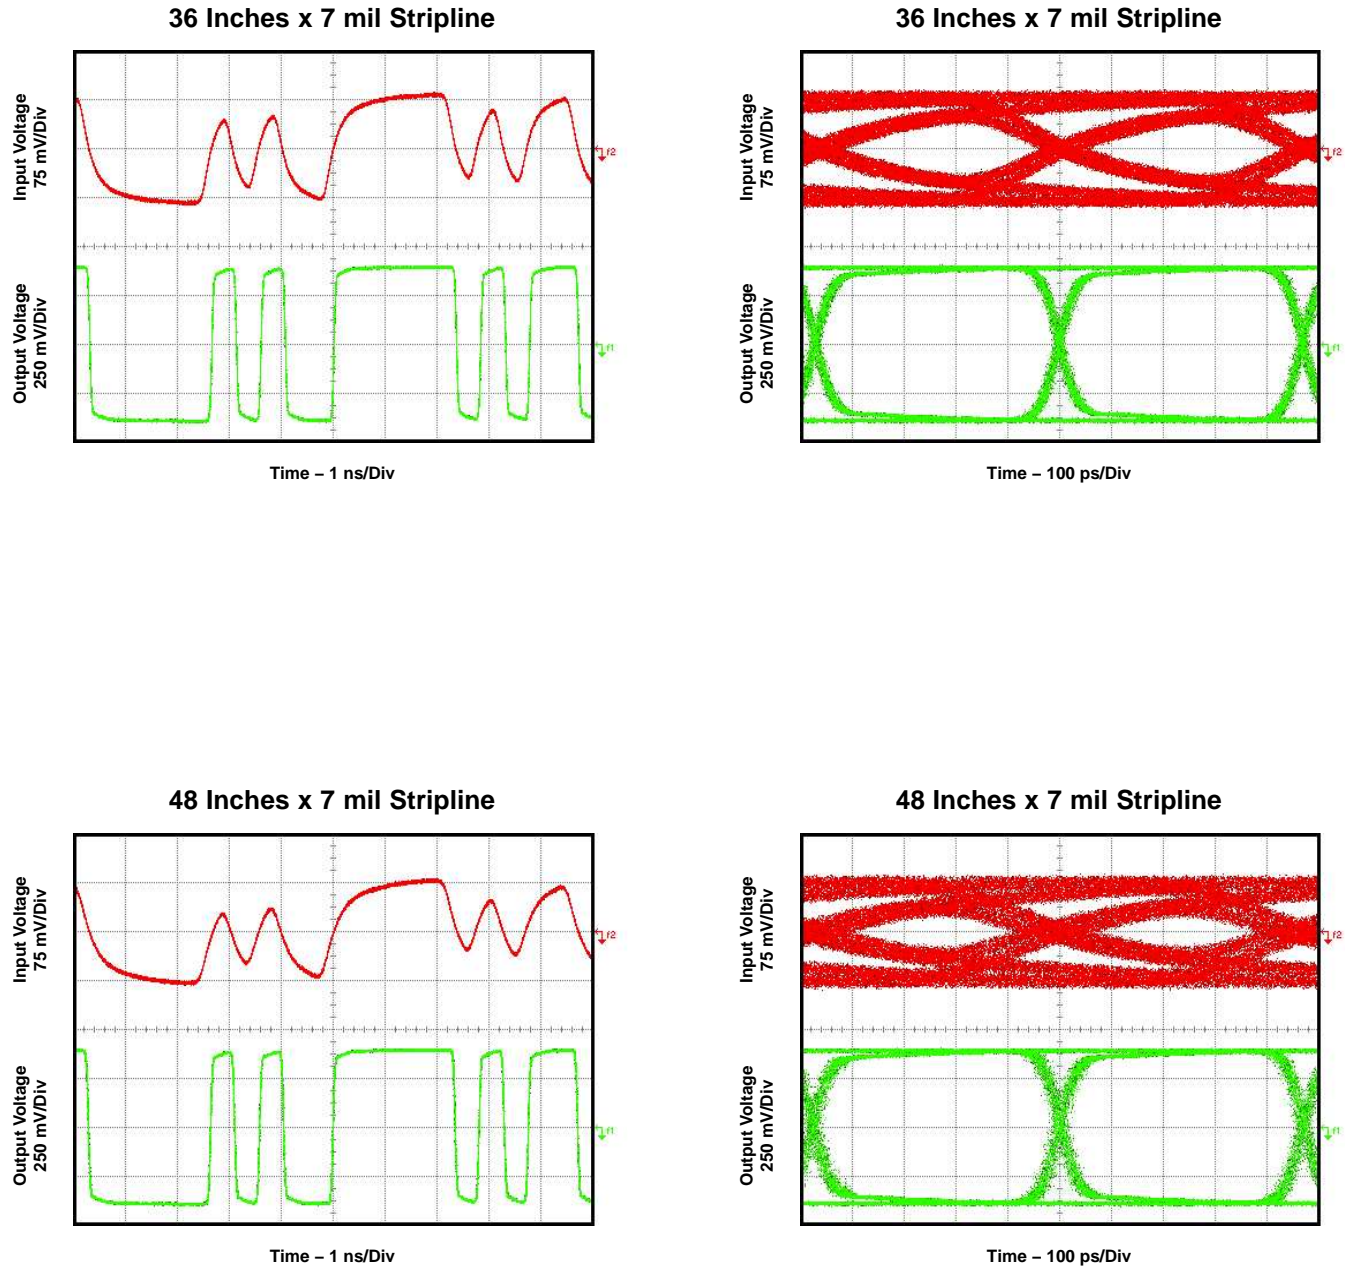 36 Inches x 7 mil Stripline
36 Inches x 7 mil Stripline
Input Voltage
75 mV/Div
Output Voltage
250 mV/Div
f2
f1
Time – 1 ns/Div
Input Voltage
75 mV/Div
Output Voltage
250 mV/Div
f2
f1
Time – 100 ps/Div
48 Inches x 7 mil Stripline
48 Inches x 7 mil Stripline
Input Voltage
75 mV/Div
Output Voltage
250 mV/Div
f2
f1
Time – 1 ns/Div
Input Voltage
75 mV/Div
Output Voltage
250 mV/Div
f2
f1
Time – 100 ps/Div